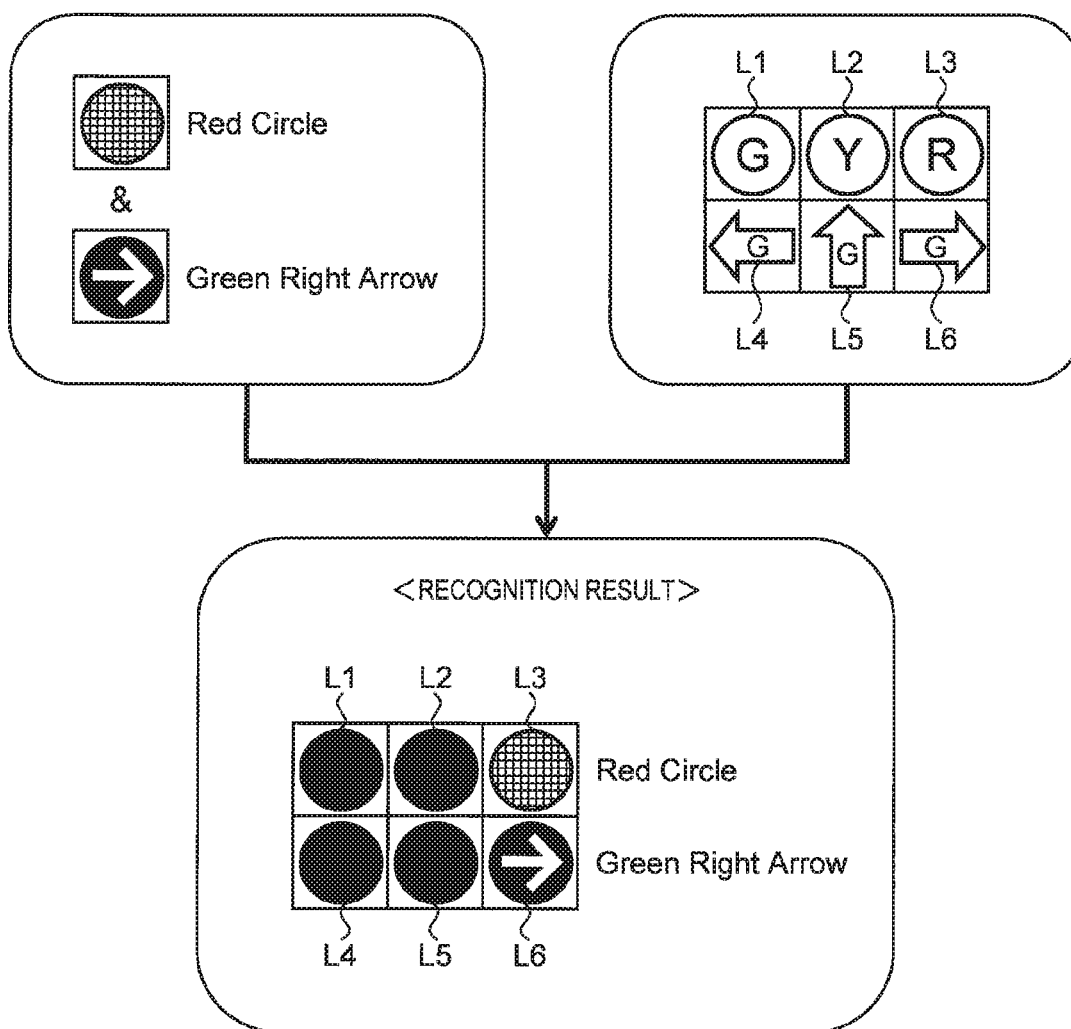 Red Circle
&
Green Right Arrow
L1 L2 L3
G Y R
G G G
L4 L5 L6
<RECOGNITION RESULT>
L1 L2 L3
Red Circle
Green Right Arrow
L4 L5 L6